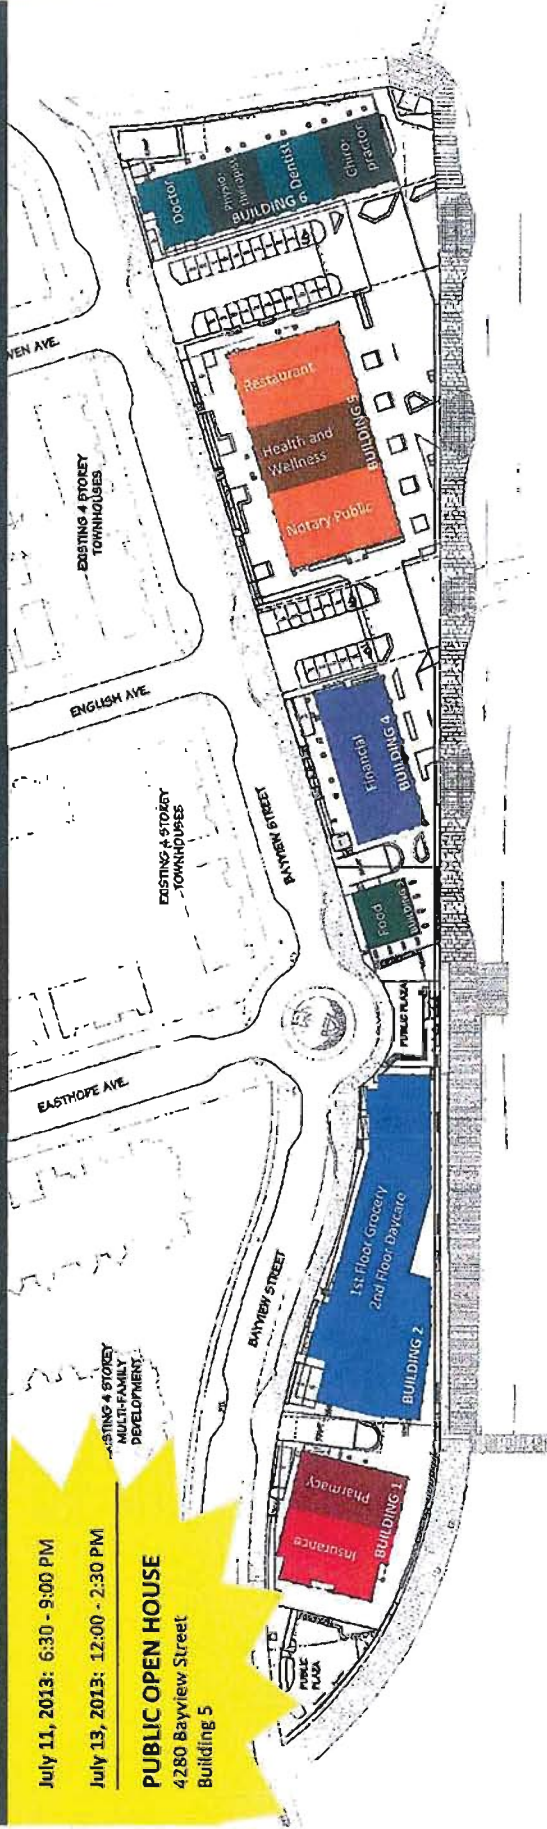 July 11, 2013: 6:30 - 9:00 PM
July 13, 2013: 12:00 - 2:30 PM
PUBLIC OPEN HOUSE
4280 Bayview Street
Building 5
EXISTING 4 STOREY
MULTI-FAMILY
DEVELOPMENT
EASTHOPE AVE.
EXISTING 4 STOREY
TOWNHOUSES
ENGLISH AVE.
EXISTING 4 STOREY
TOWNHOUSES
VEN AVE.
BAYVIEW STREET
BAYVIEW STREET
PUBLIC
PLAZA
Insurance
Pharmacy
BUILDING 1
1st Floor Grocery
2nd Floor Daycare
BUILDING 2
PUBLIC PLAZA
Food
Financial
BUILDING 4
Notary Public
Health and
Wellness
Restaurant
BUILDING 5
Doctor
Physio-
therapist
Dentist
Chiro-
practor
BUILDING 6